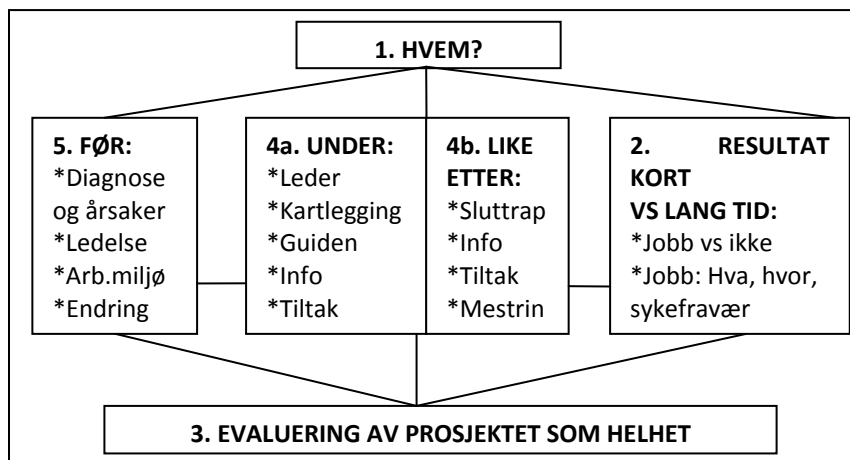 1. HVEM?
5. FØR:
*Diagnose
og årsaker
*Ledelse
*Arb.miljø
*Endring
4a. UNDER:
*Leder
*Kartlegging
*Guiden
*Info
*Tiltak
4b. LIKE
ETTER:
*Sluttrap
*Info
*Tiltak
*Mestrin
2. RESULTAT
KORT
VS LANG TID:
*Jobb vs ikke
*Jobb: Hva, hvor,
sykefravær
3. EVALUERING AV PROSJEKTET SOM HELHET